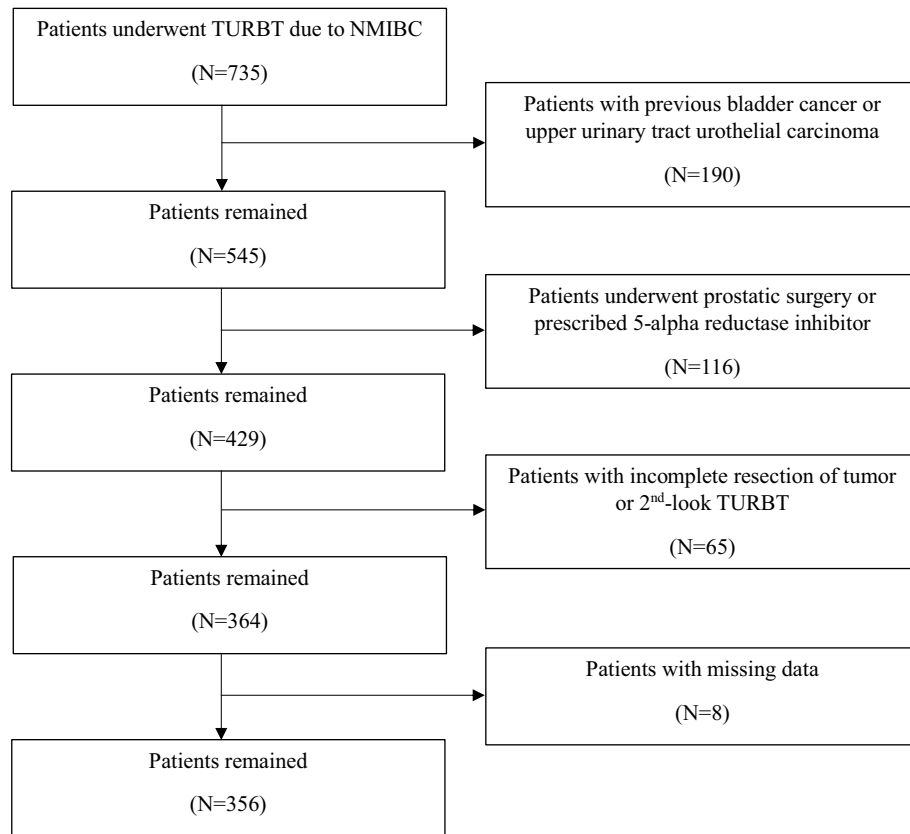 Patients underwent TURBT due to NMIBC
(N=735)
Patients with previous bladder cancer or
upper urinary tract urothelial carcinoma
(N=190)
Patients remained
(N=545)
Patients underwent prostatic surgery or
prescribed 5-alpha reductase inhibitor
(N=116)
Patients remained
(N=429)
Patients with incomplete resection of tumor
or 2nd-look TURBT
(N=65)
Patients remained
(N=364)
Patients with missing data
(N=8)
Patients remained
(N=356)